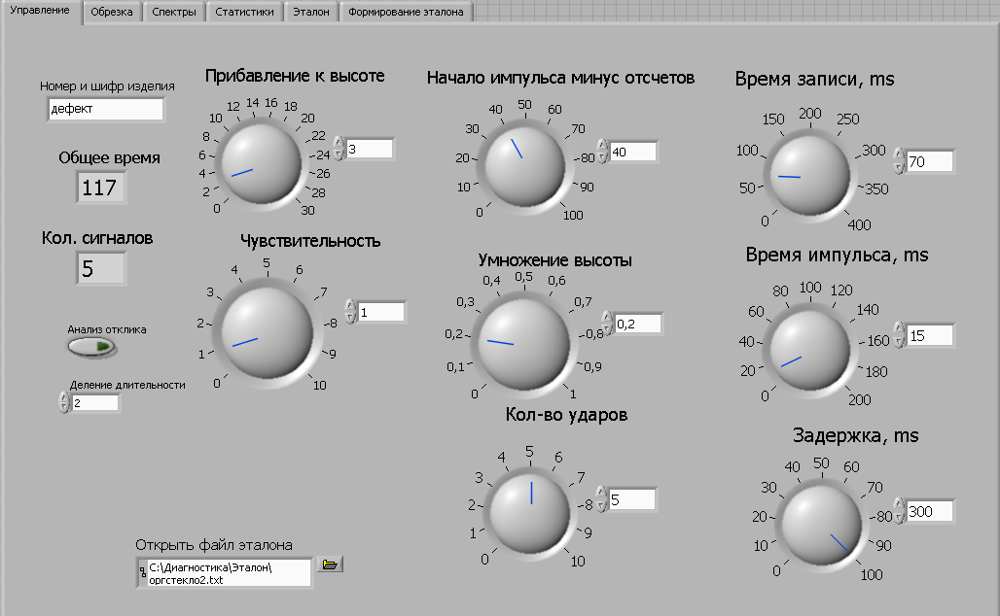 Управление Обрезка Спектры Статистики Эталон Формирование эталона
Номер и шифр изделия
дефект
Общее время
117
Кол. сигналов
5
Анализ отклика
Деление длительности
2
Прибавление к высоте
0 2 4 6 8 10 12 14 16 18 20 22 24 26 28 30
3
Чувствительность
0 1 2 3 4 5 6 7 8 9 10
1
Начало импульса минус отсчетов
0 10 20 30 40 50 60 70 80 90 100
40
Умножение высоты
0 0,1 0,2 0,3 0,4 0,5 0,6 0,7 0,8 0,9 1
0,2
Кол-во ударов
0 1 2 3 4 5 6 7 8 9 10
5
Время записи, ms
0 50 100 150 200 250 300 350 400
70
Время импульса, ms
0 20 40 60 80 100 120 140 160 180 200
15
Задержка, ms
0 10 20 30 40 50 60 70 80 90 100
300
Открыть файл эталона
C:\Диагностика\Эталон\
оргстекло2.txt